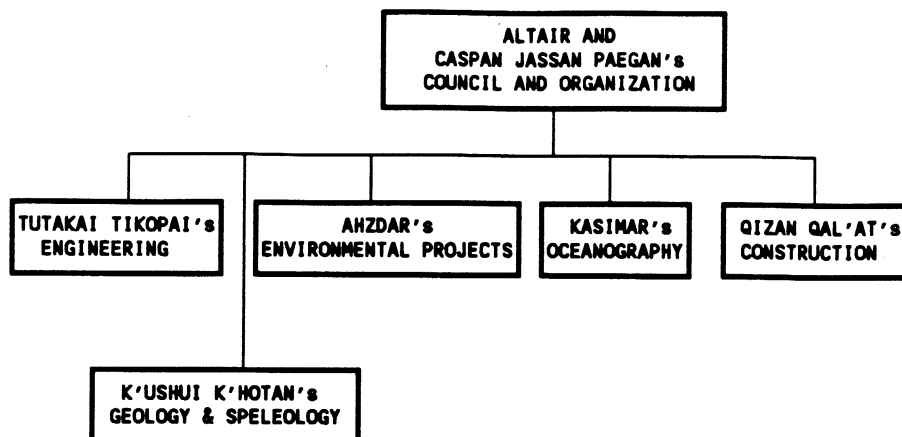 ALTAIR AND
CASPAN JASSAN PAEGAN's
COUNCIL AND ORGANIZATION
TUTAKAI TIKOPAI's
ENGINEERING
AHZDAR's
ENVIRONMENTAL PROJECTS
KASIMAR's
OCEANOGRAPHY
QIZAN QAL'AT's
CONSTRUCTION
K'USHUI K'HOTAN's
GEOLOGY & SPELEOLOGY